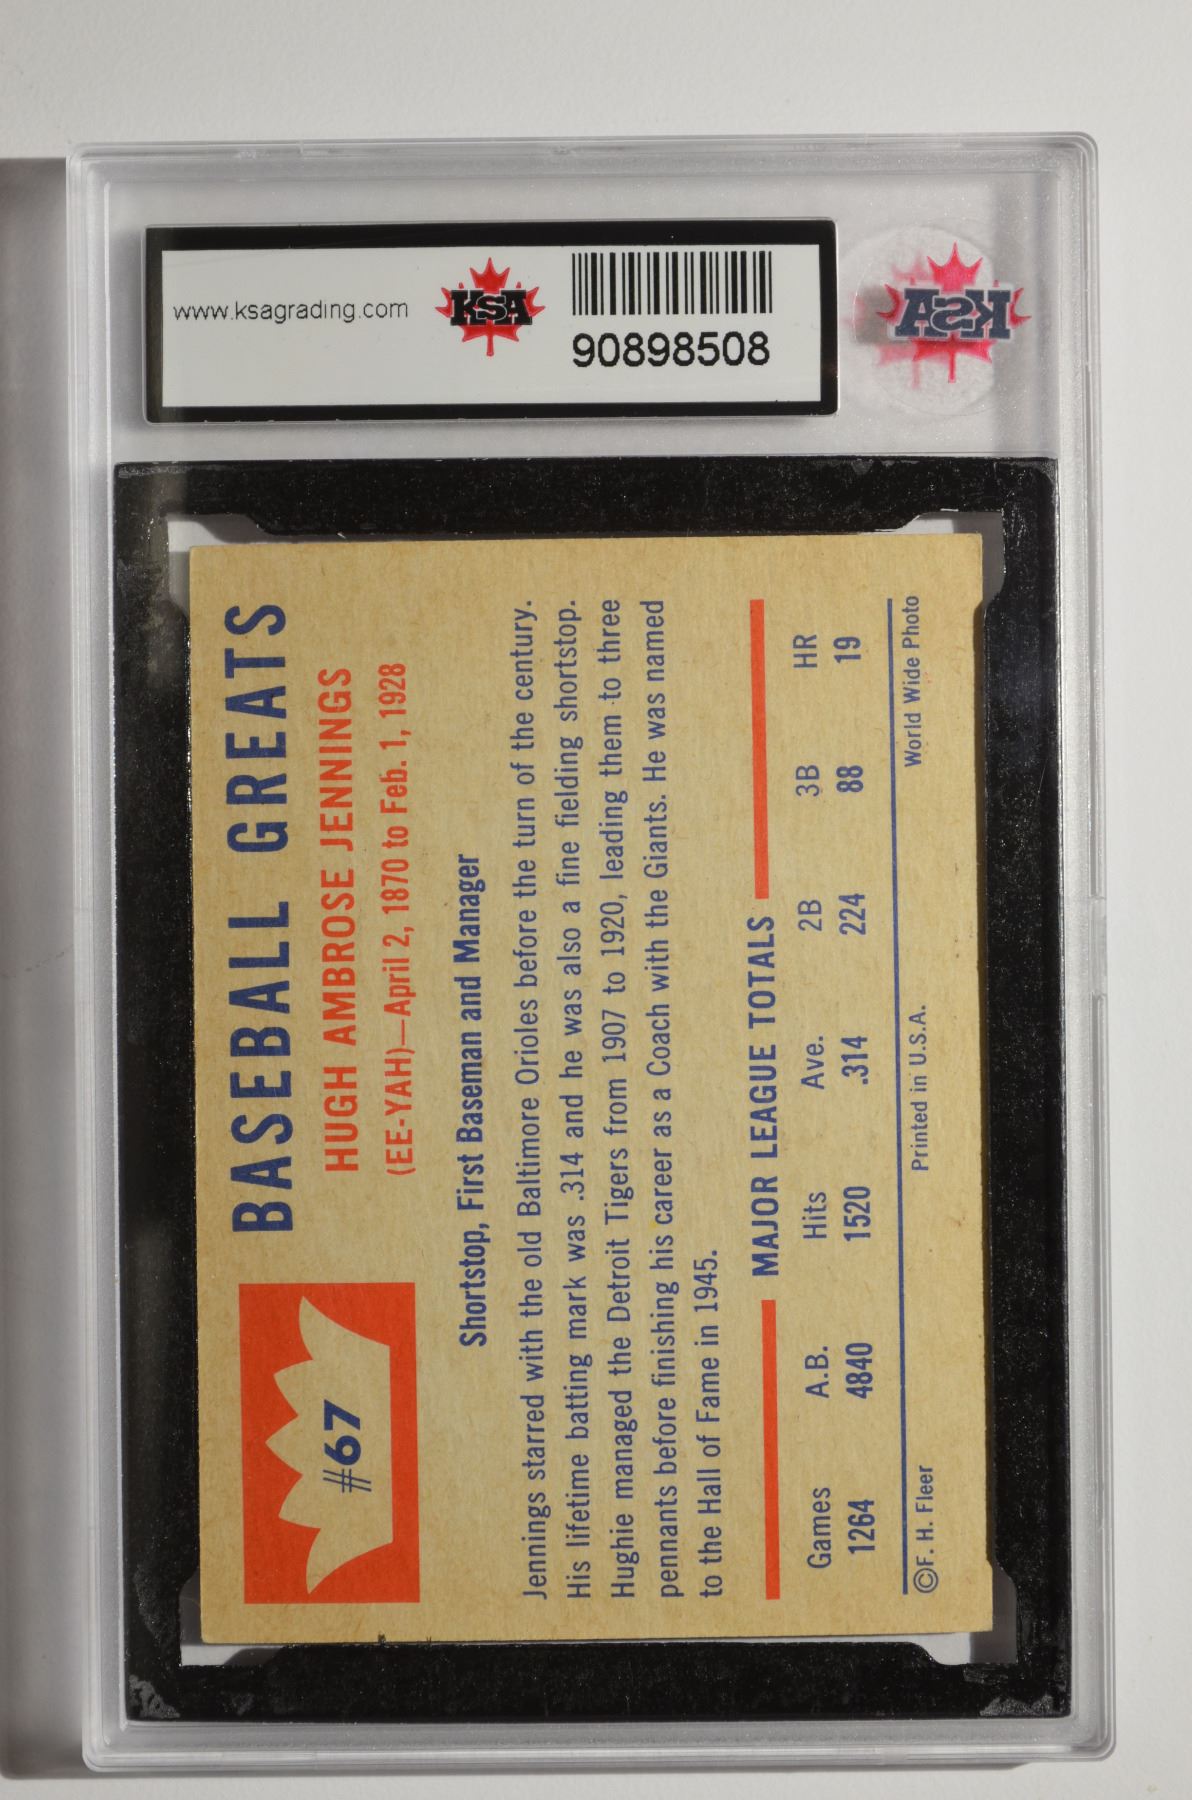 www.ksagrading.com
KSA
90898508
KSA
#67
BASEBALL GREATS
HUGH AMBROSE JENNINGS
(EE-YAH)—April 2, 1870 to Feb. 1, 1928
Shortstop, First Baseman and Manager
Jennings starred with the old Baltimore Orioles before the turn of the century.
His lifetime batting mark was .314 and he was also a fine fielding shortstop.
Hughie managed the Detroit Tigers from 1907 to 1920, leading them to three
pennants before finishing his career as a Coach with the Giants. He was named
to the Hall of Fame in 1945.
MAJOR LEAGUE TOTALS
Games A.B. Hits Ave. 2B 3B HR
1264 4840 1520 .314 224 88 19
©F. H. Fleer Printed in U.S.A. World Wide Photo